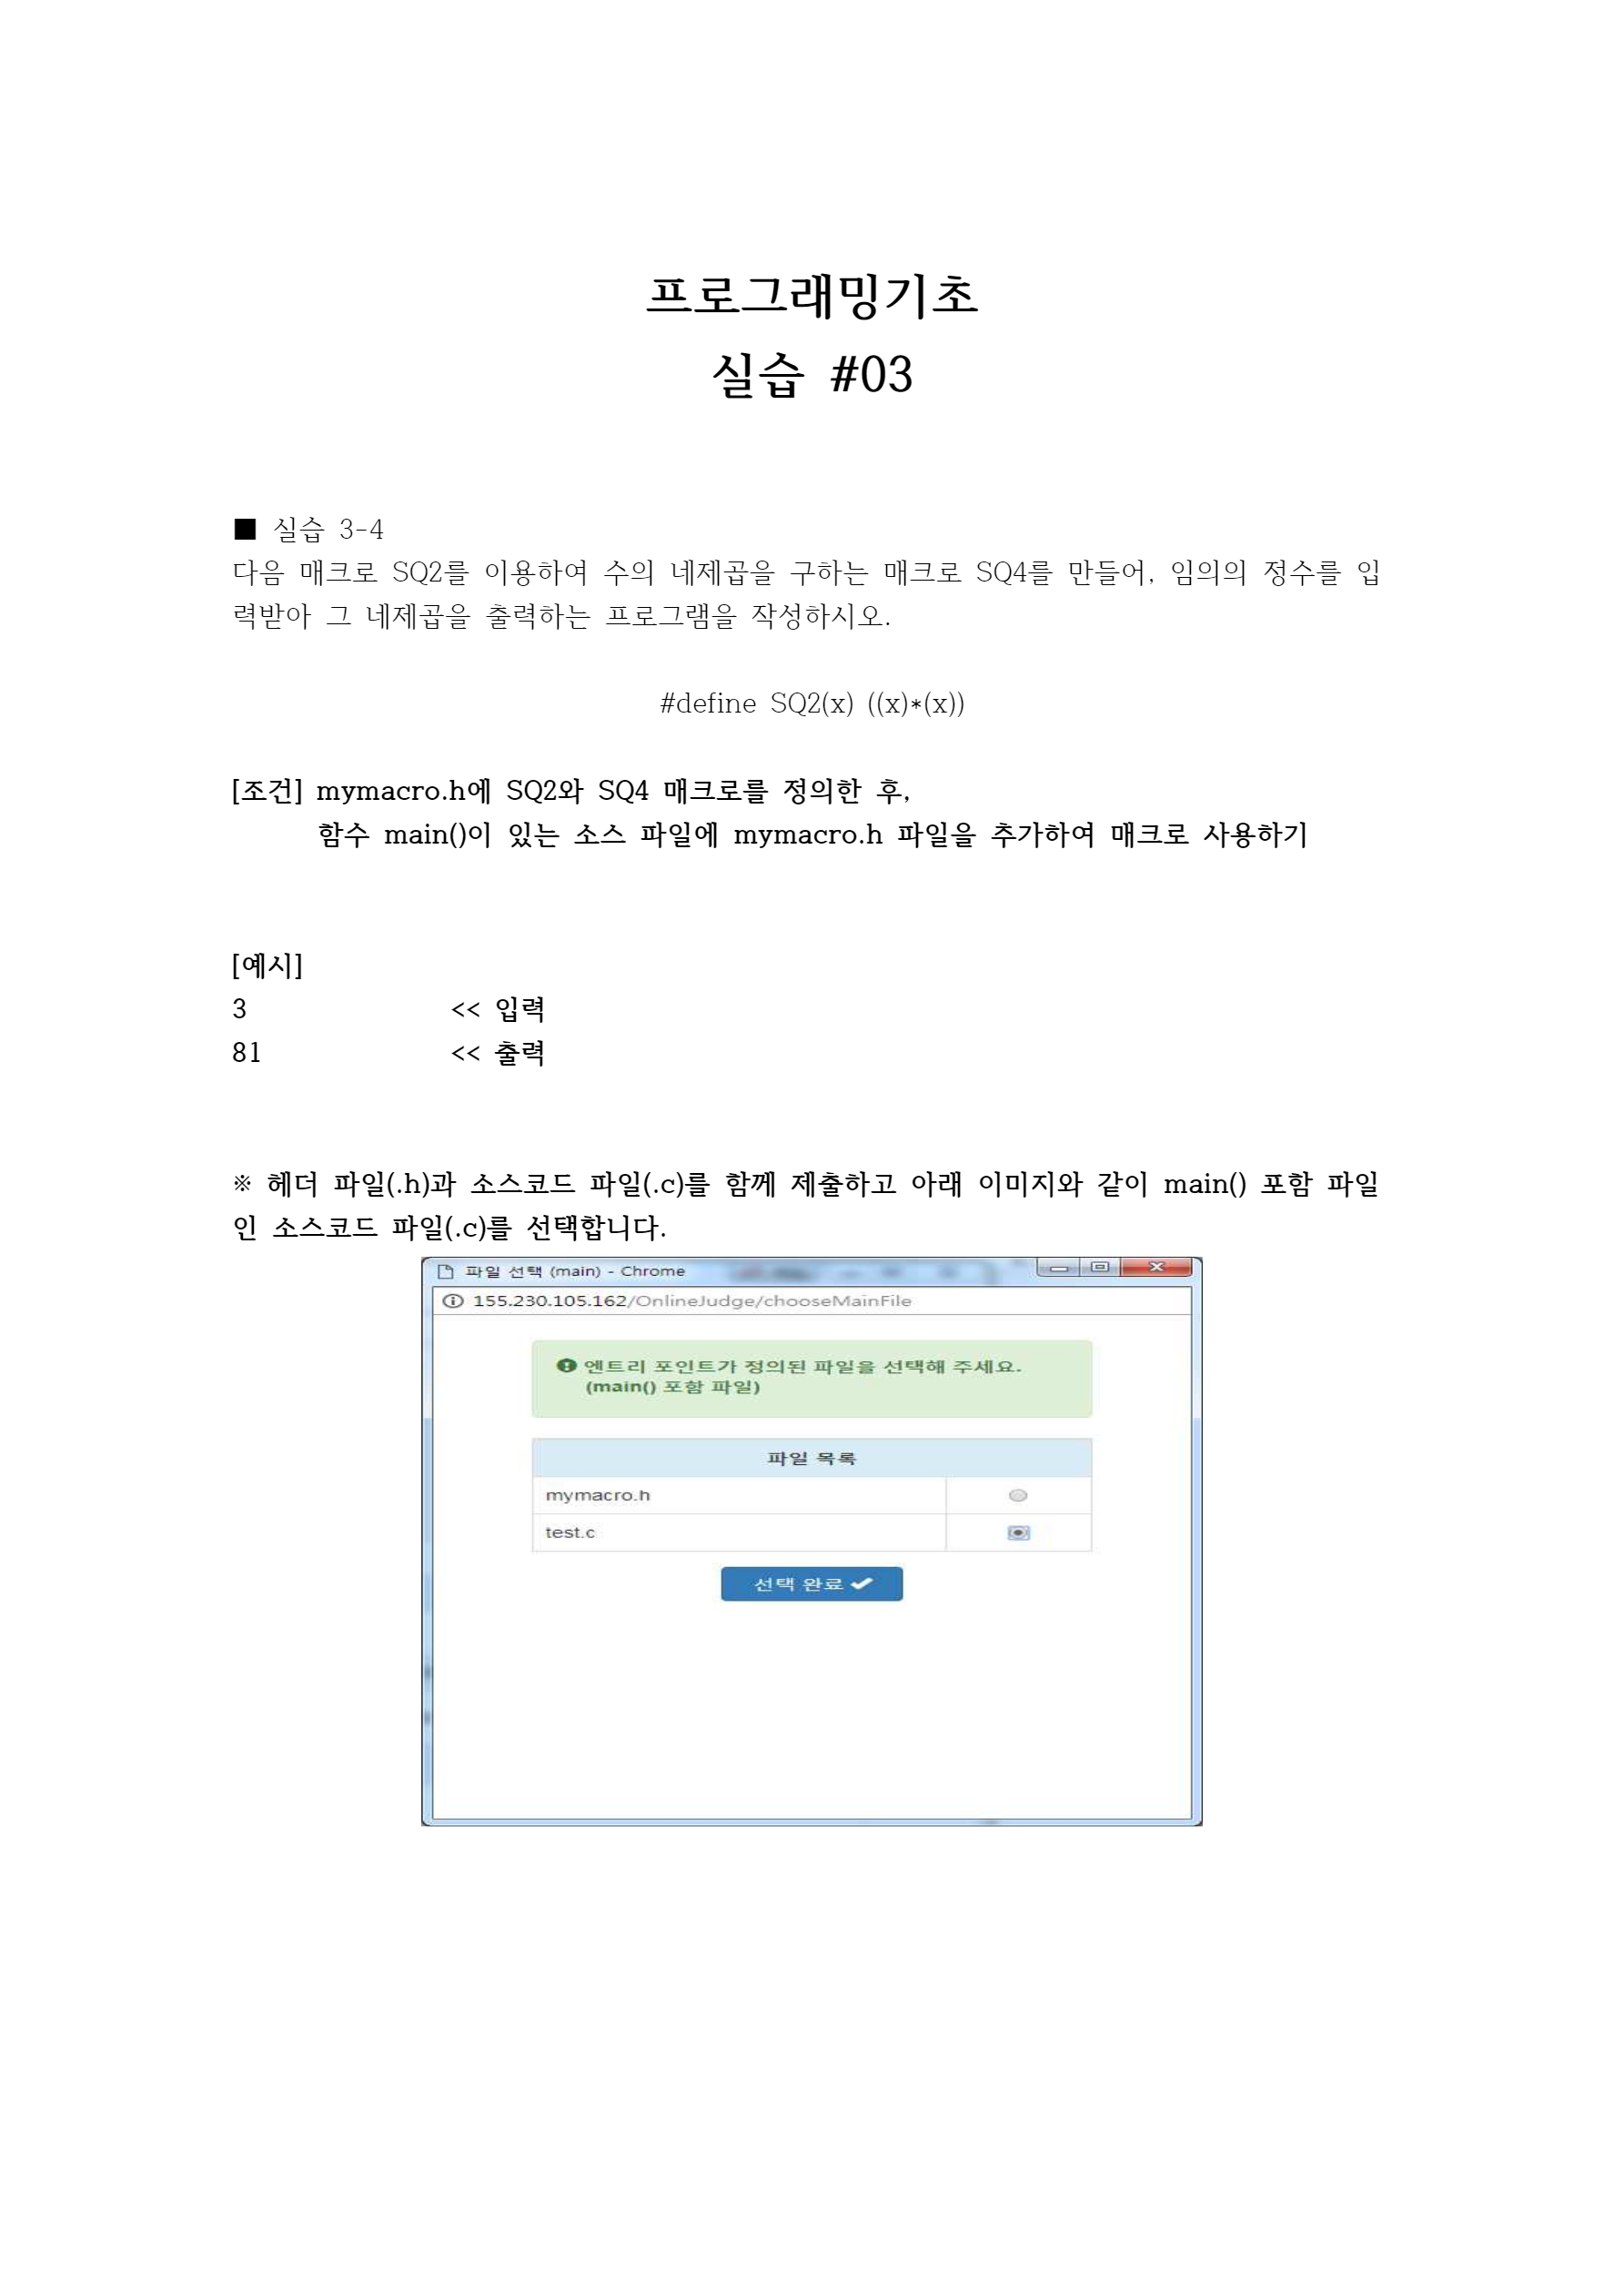 프로그래밍기초
실습 #03
■ 실습 3-4
다음 매크로 SQ2를 이용하여 수의 네제곱을 구하는 매크로 SQ4를 만들어, 임의의 정수를 입
력받아 그 네제곱을 출력하는 프로그램을 작성하시오.
#define SQ2(x) ((x)*(x))
[조건] mymacro.h에 SQ2와 SQ4 매크로를 정의한 후,
함수 main()이 있는 소스 파일에 mymacro.h 파일을 추가하여 매크로 사용하기
[예시]
3 << 입력
81 << 출력
※ 헤더 파일(.h)과 소스코드 파일(.c)를 함께 제출하고 아래 이미지와 같이 main() 포함 파일
인 소스코드 파일(.c)를 선택합니다.
파일 선택 (main) - Chrome
155.230.105.162/OnlineJudge/chooseMainFile
엔트리 포인트가 정의된 파일을 선택해 주세요.
(main() 포함 파일)
파일 목록
mymacro.h
test.c
선택 완료